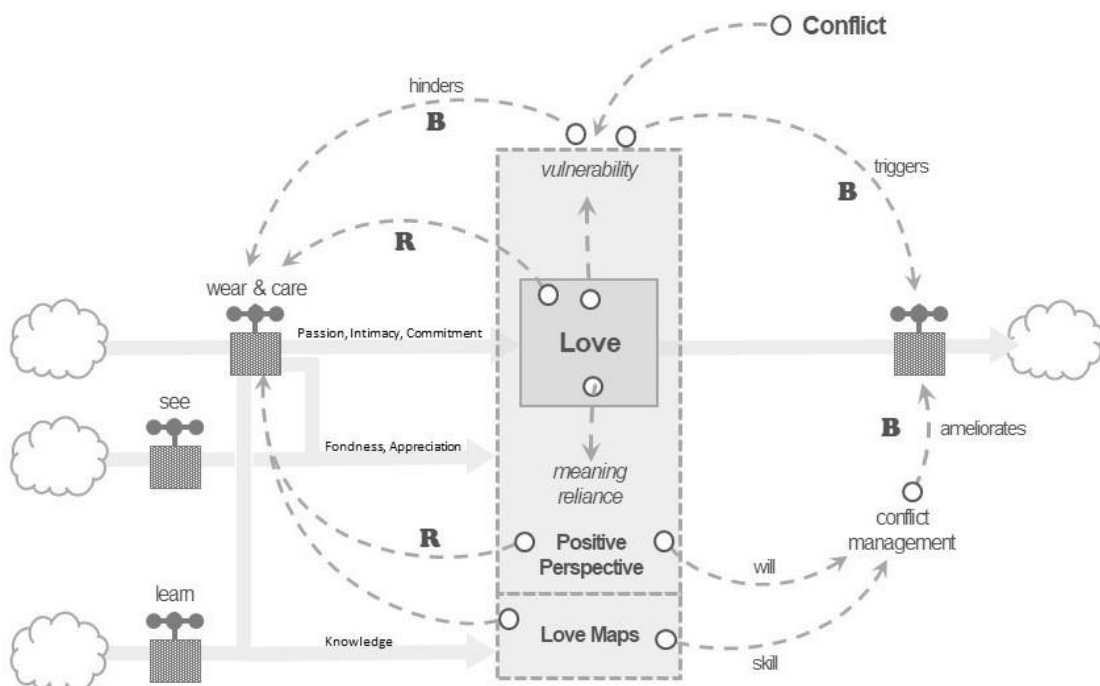 Conflict
hinders
B
vulnerability
triggers
B
R
wear & care
Passion, Intimacy, Commitment
Love
see
Fondness, Appreciation
B
ameliorates
meaning
reliance
conflict
management
R
Positive
Perspective
will
learn
Knowledge
Love Maps
skill